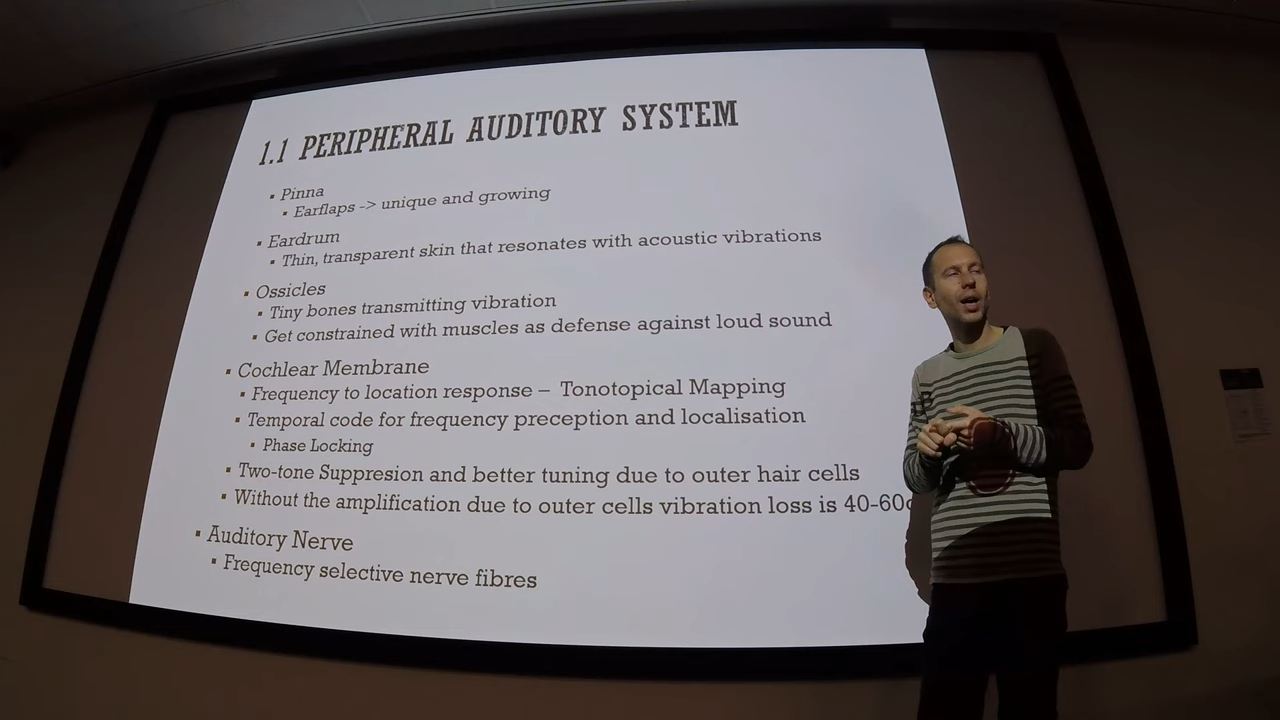 1.1 PERIPHERAL AUDITORY SYSTEM
▪ Pinna
▪ Earflaps -> unique and growing
▪ Eardrum
▪ Thin, transparent skin that resonates with acoustic vibrations
▪ Ossicles
▪ Tiny bones transmitting vibration
▪ Get constrained with muscles as defense against loud sound
▪ Cochlear Membrane
▪ Frequency to location response – Tonotopical Mapping
▪ Temporal code for frequency preception and localisation
▪ Phase Locking
▪ Two-tone Suppresion and better tuning due to outer hair cells
▪ Without the amplification due to outer cells vibration loss is 40-60
▪ Auditory Nerve
▪ Frequency selective nerve fibres